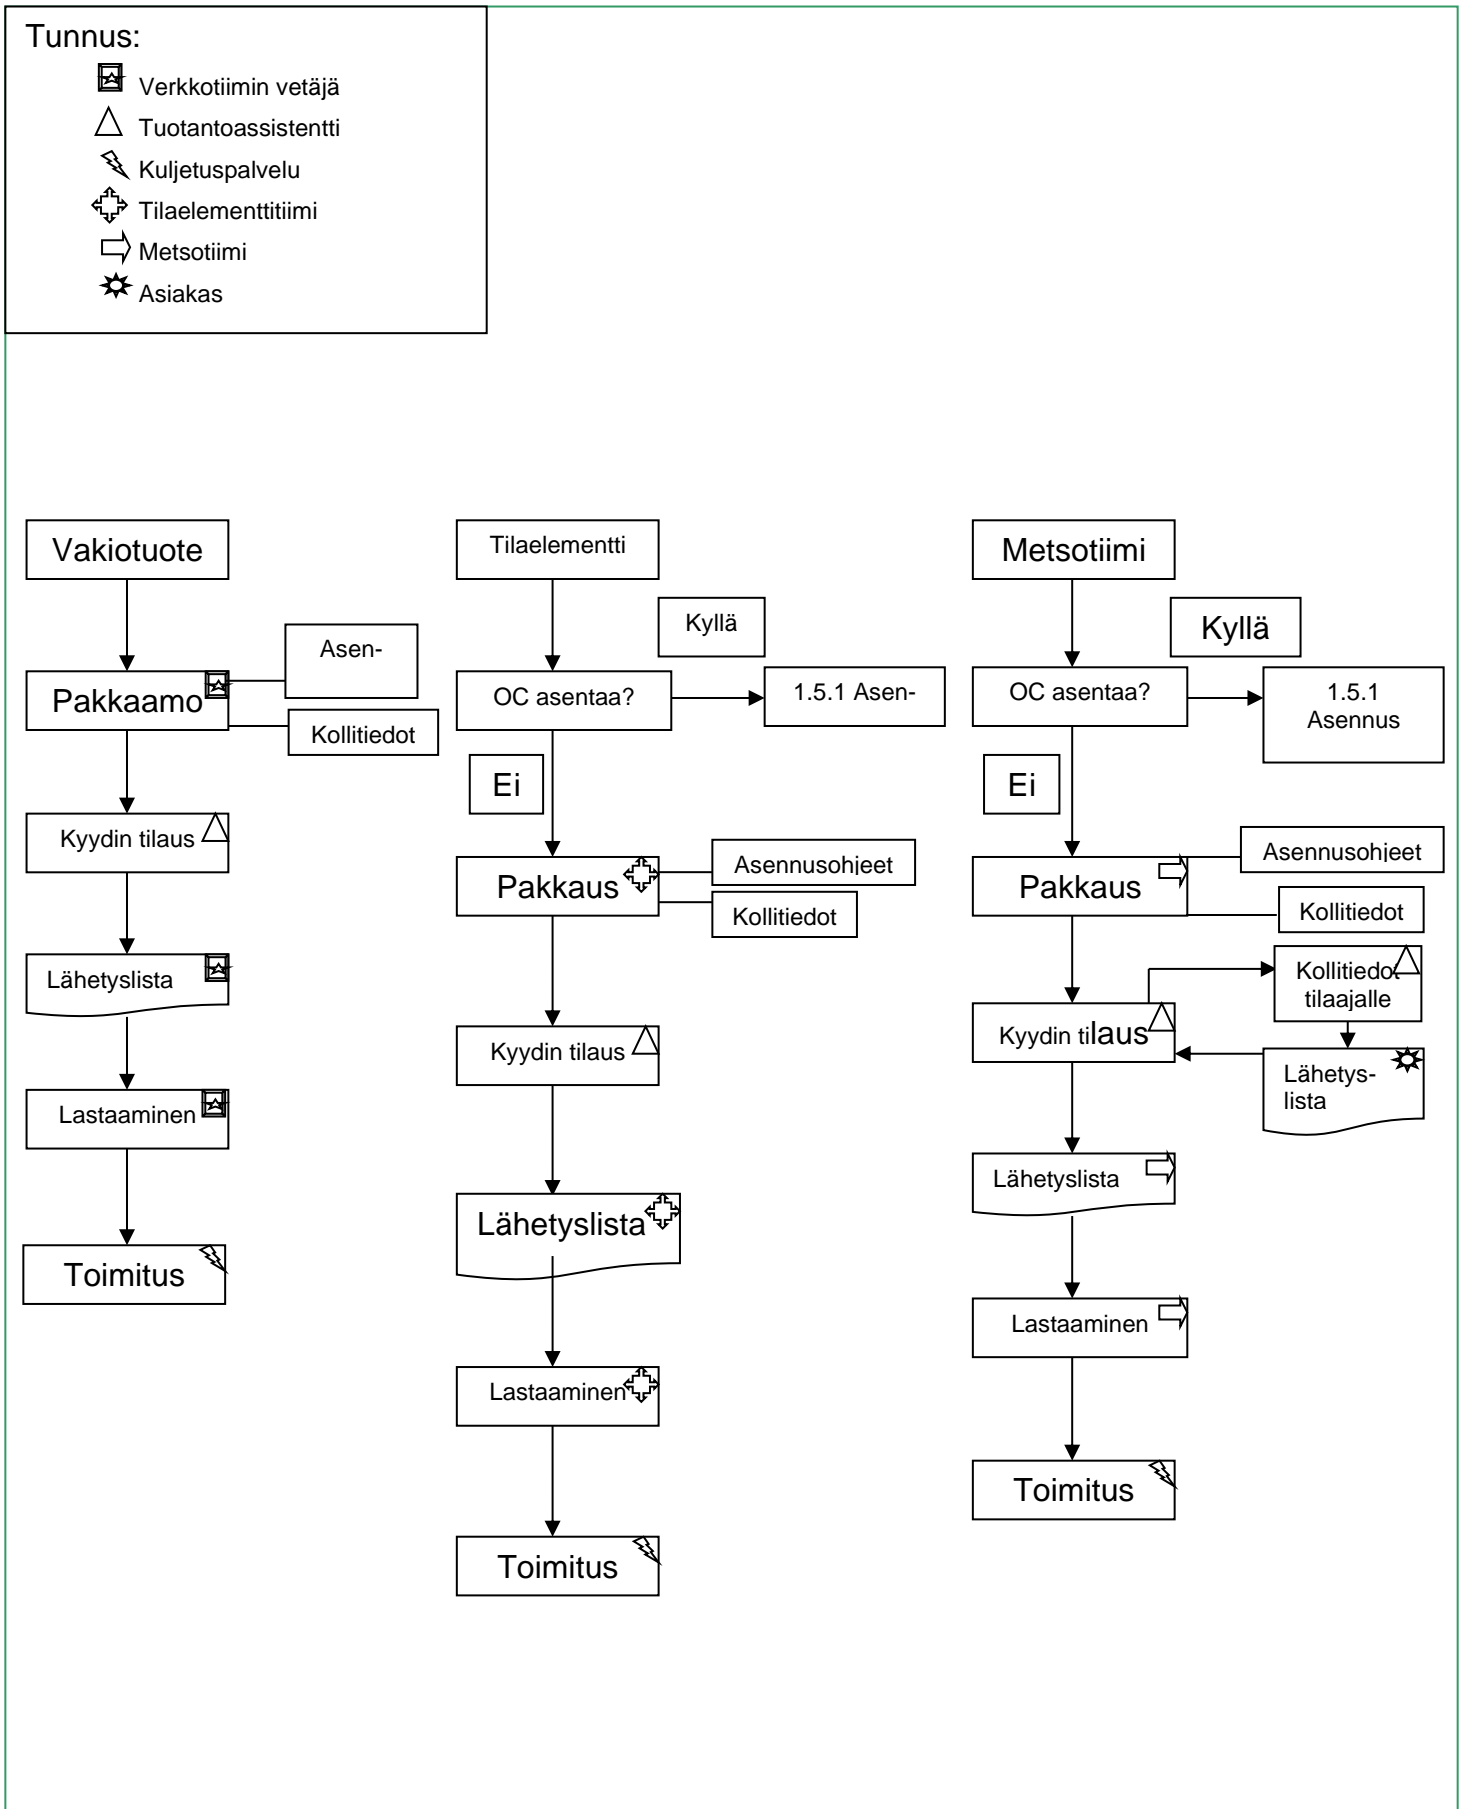 Tunnus:
Verkkotiimin vetäjä
Tuotantoassistentti
Kuljetuspalvelu
Tilaelementtitiimi
Metsotiimi
Asiakas
Vakiotuote
Asen-
Pakkaamo
Kollitiedot
Kyydin tilaus
Lähetyslista
Lastaaminen
Toimitus
Tilaelementti
Kyllä
OC asentaa?
1.5.1 Asen-
Ei
Pakkaus
Asennusohjeet
Kollitiedot
Kyydin tilaus
Lähetyslista
Lastaaminen
Toimitus
Metsotiimi
Kyllä
OC asentaa?
1.5.1
Asennus
Ei
Pakkaus
Asennusohjeet
Kollitiedot
Kollitiedot
tilaajalle
Kyydin tilaus
Lähetys-
lista
Lähetyslista
Lastaaminen
Toimitus